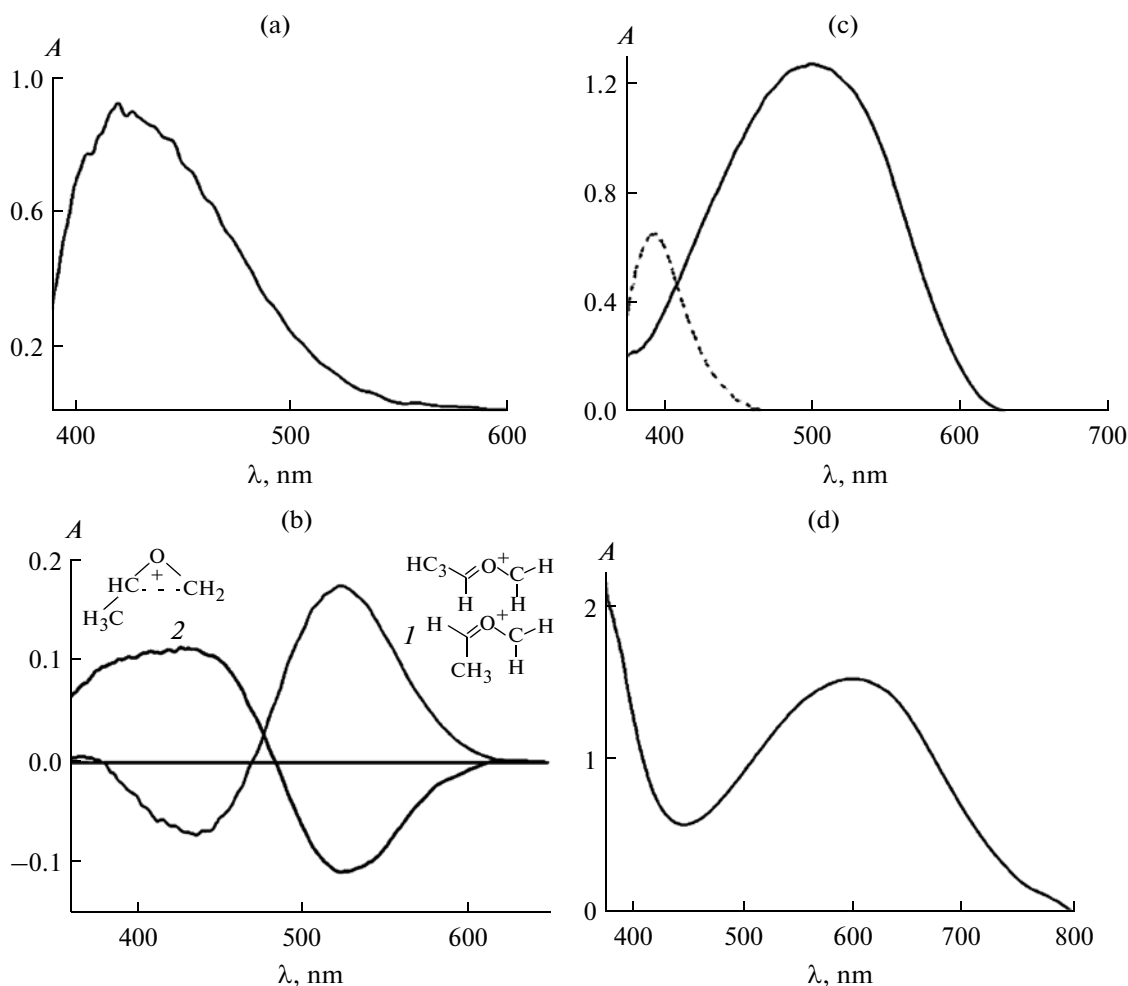 (a)
A
1.0
0.6
0.2
400 500 600
λ, nm
(c)
A
1.2
0.8
0.4
0.0
400 500 600 700
λ, nm
(b)
A
0.2
0.1
0.0
−0.1
400 500 600
λ, nm
O
+
HC CH2
H3C
2
1
HC3 O + C H
H H
H O + C H
CH3 H
(d)
A
2
1
0
400 500 600 700 800
λ, nm